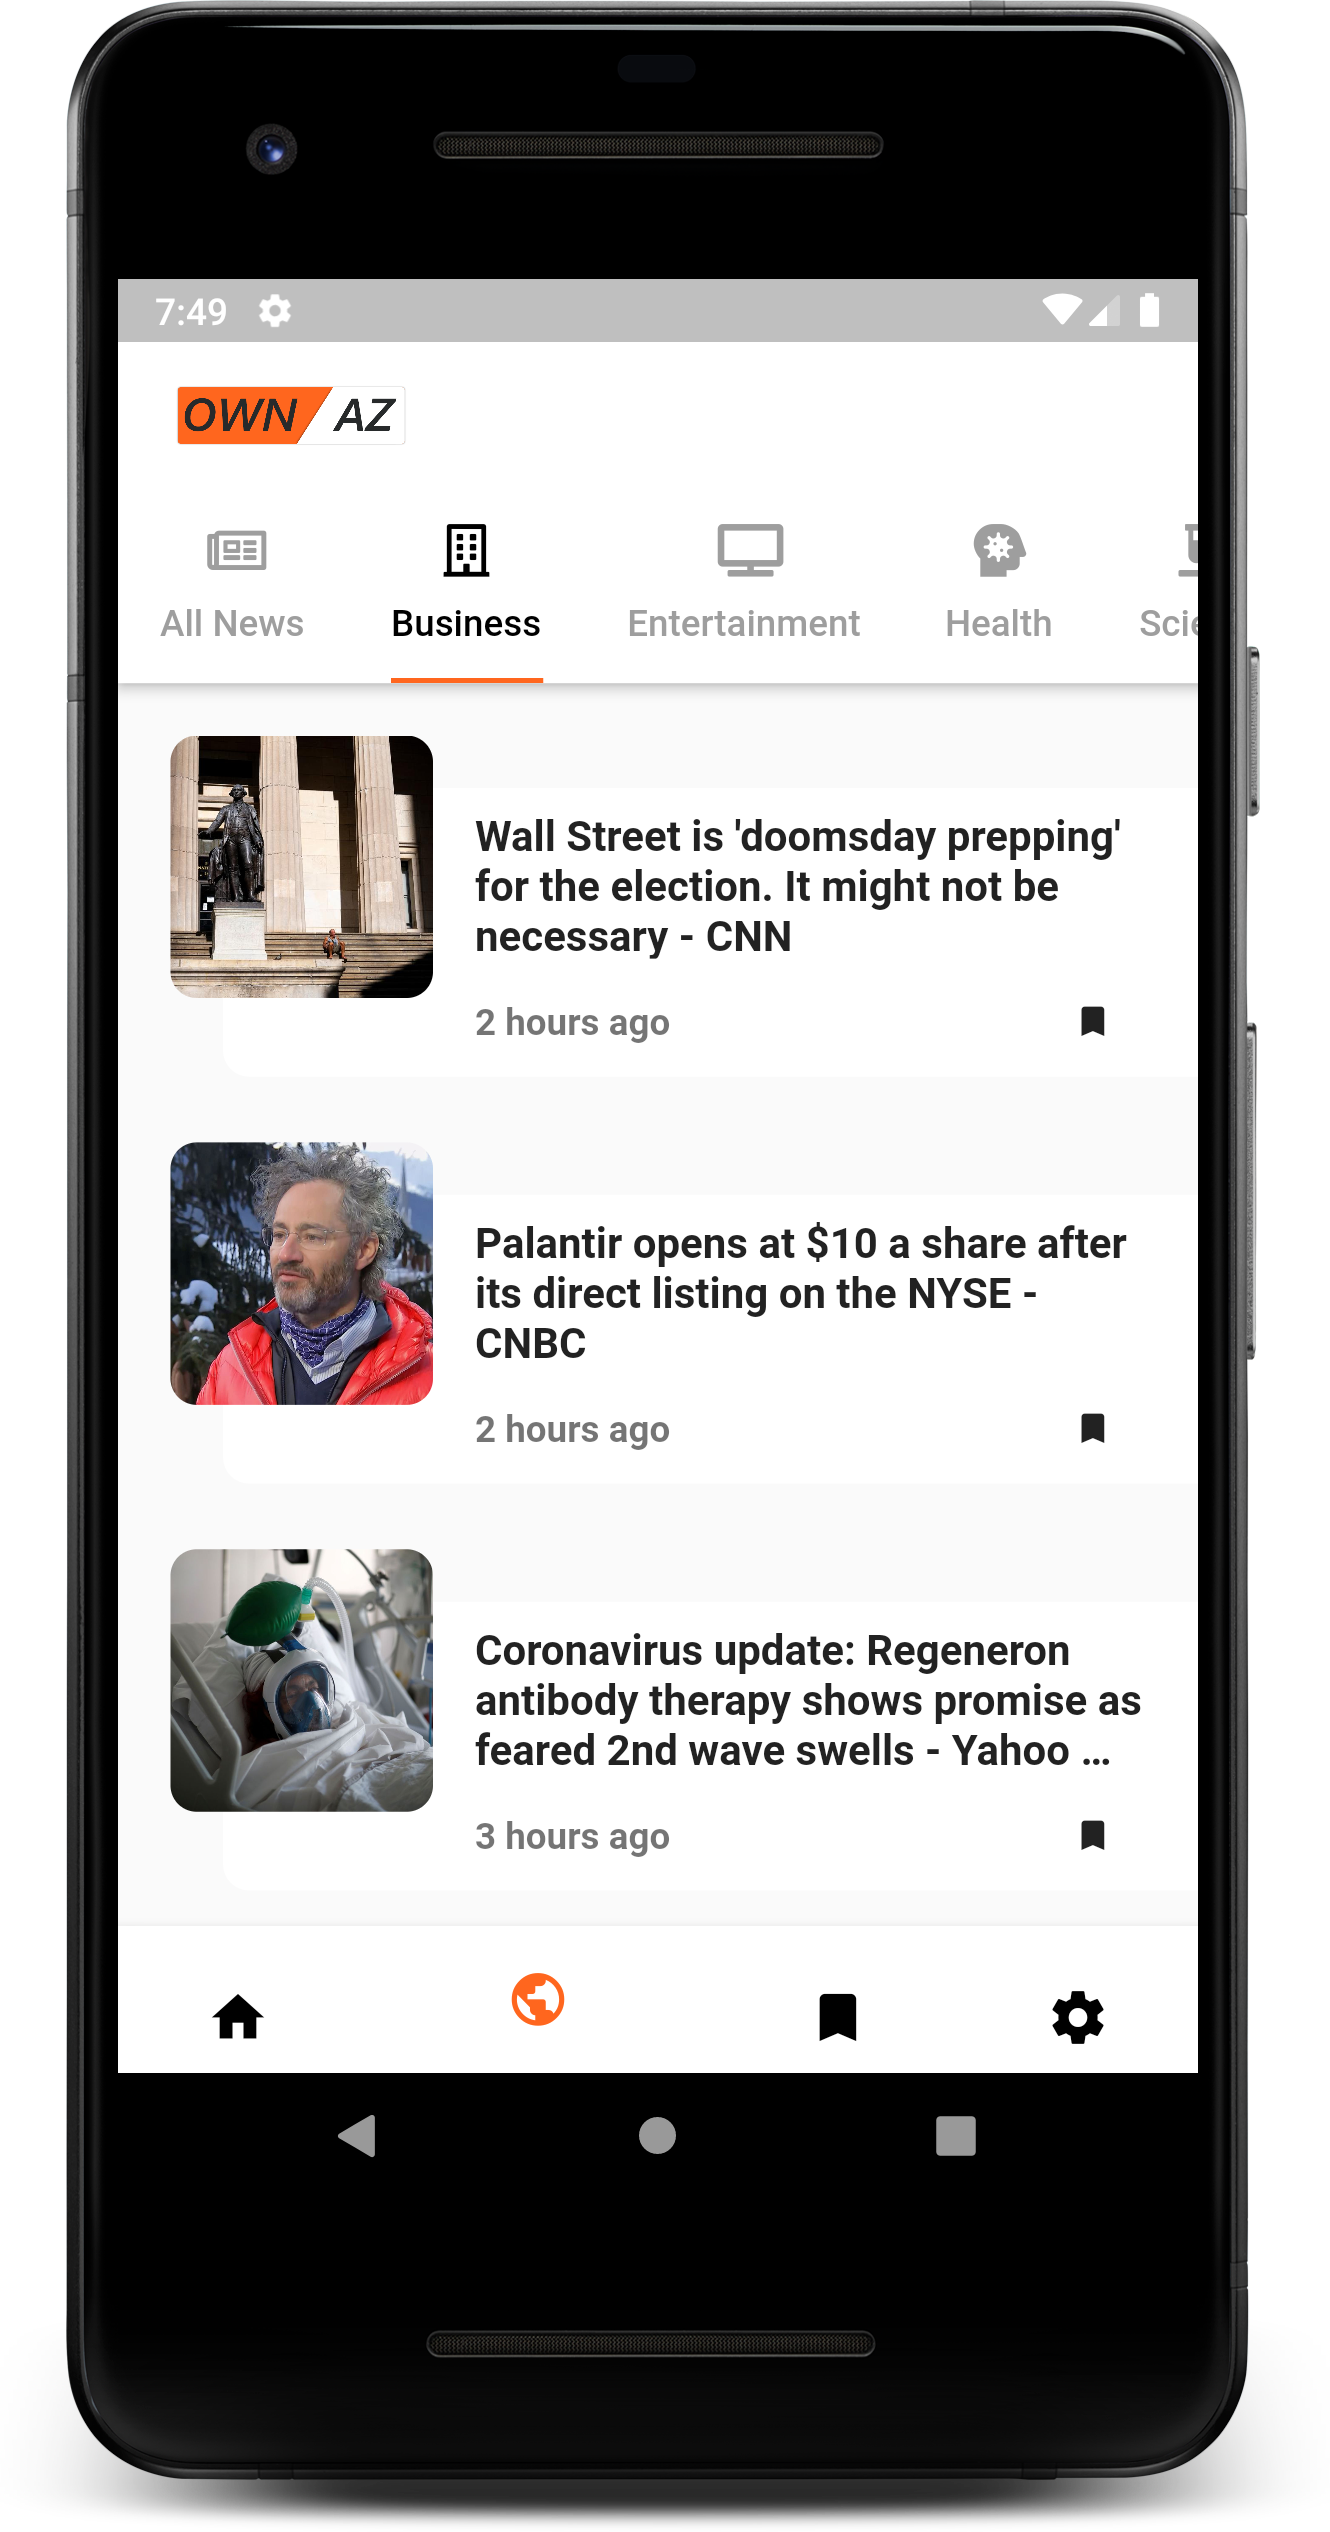 7:49
OWN AZ
All News
Business
Entertainment
Health
Scie
Wall Street is 'doomsday prepping'
for the election. It might not be
necessary - CNN
2 hours ago
Palantir opens at $10 a share after
its direct listing on the NYSE -
CNBC
2 hours ago
Coronavirus update: Regeneron
antibody therapy shows promise as
feared 2nd wave swells - Yahoo ...
3 hours ago